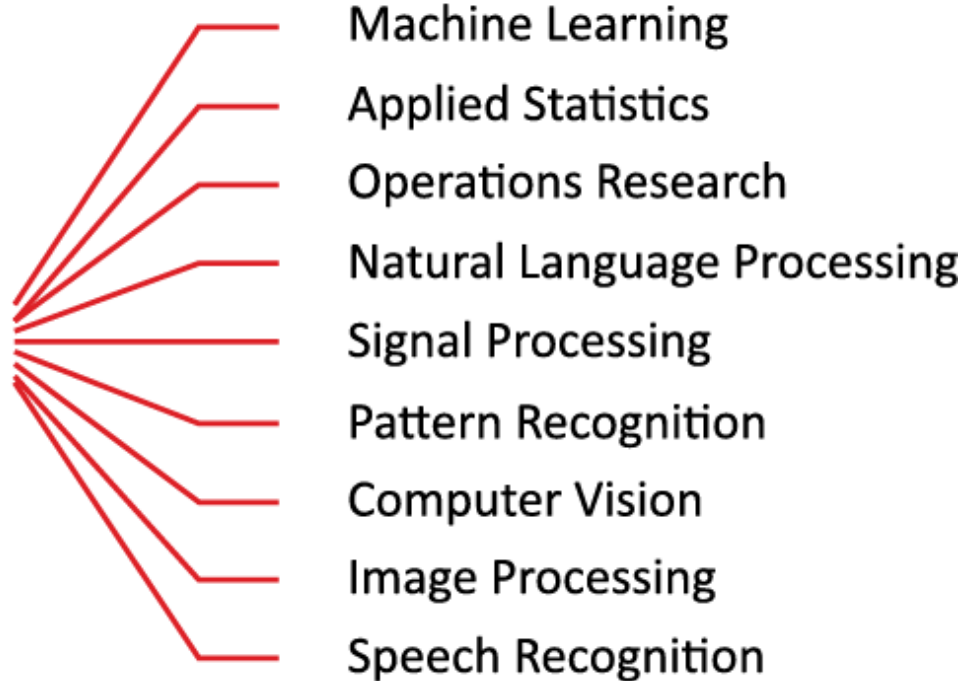 Machine Learning
Applied Statistics
Operations Research
Natural Language Processing
Signal Processing
Pattern Recognition
Computer Vision
Image Processing
Speech Recognition